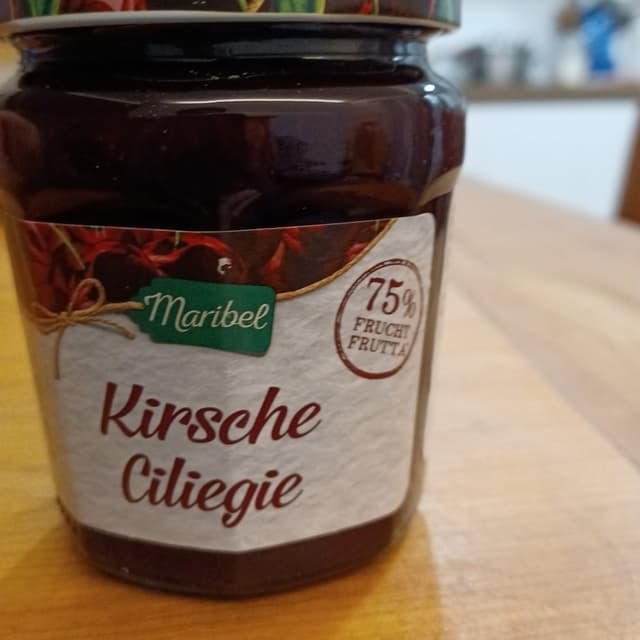 Maribel
75%
FRUCHT
FRUTTA
Kirsche
Ciliegie